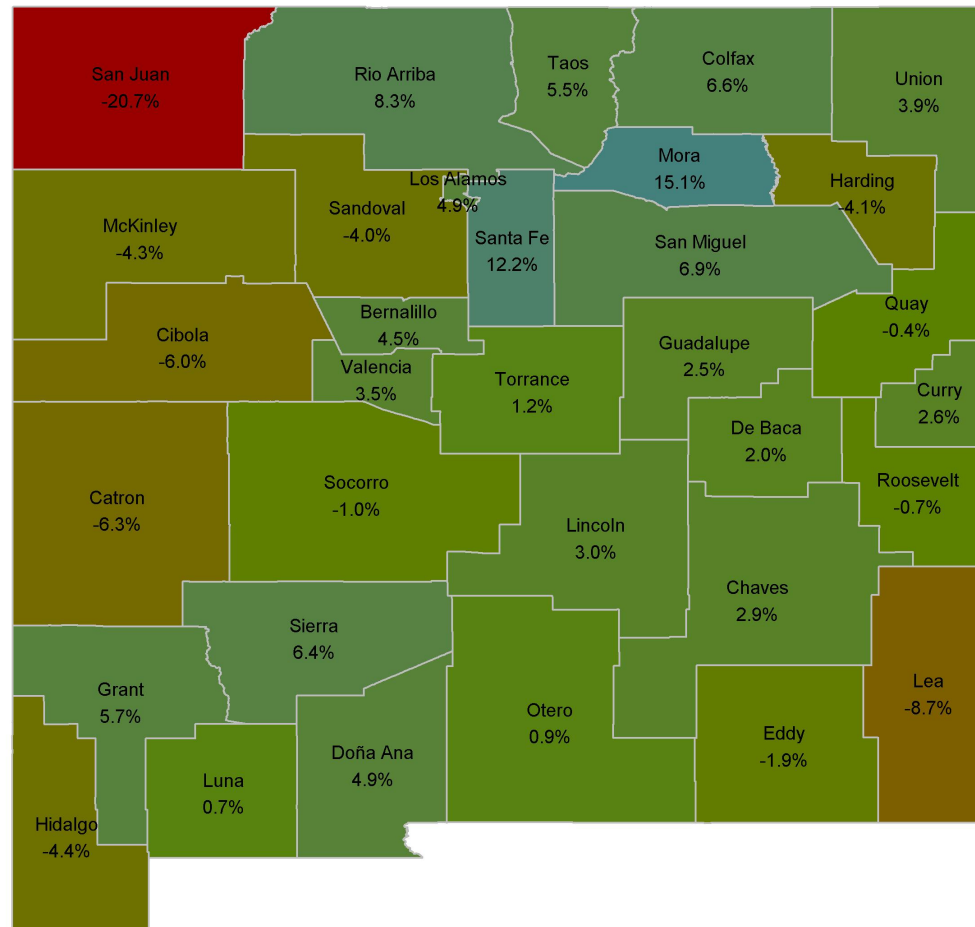 San Juan
-20.7%
Rio Arriba
8.3%
Taos
5.5%
Colfax
6.6%
Union
3.9%
Mora
15.1%
Harding
-4.1%
Los Alamos
4.9%
Sandoval
-4.0%
McKinley
-4.3%
Santa Fe
12.2%
San Miguel
6.9%
Quay
-0.4%
Bernalillo
4.5%
Cibola
-6.0%
Guadalupe
2.5%
Valencia
3.5%
Torrance
1.2%
Curry
2.6%
De Baca
2.0%
Roosevelt
-0.7%
Socorro
-1.0%
Catron
-6.3%
Lincoln
3.0%
Chaves
2.9%
Sierra
6.4%
Grant
5.7%
Lea
-8.7%
Otero
0.9%
Eddy
-1.9%
Doña Ana
4.9%
Luna
0.7%
Hidalgo
-4.4%